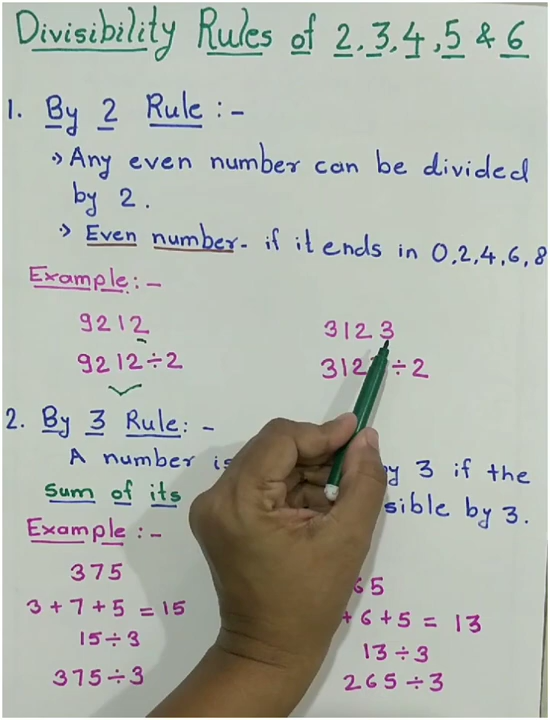 Divisibility Rules of 2, 3, 4, 5 & 6
1. By 2 Rule :-
» Any even number can be divided
by 2.
» Even number- if it ends in 0,2,4,6,8
Example :-
9212
9212÷2
3123
312 ÷2
2. By 3 Rule: -
A number is y 3 if the
sum of its sible by 3.
Example :-
375
3+7+5 = 15
15÷3
375÷3
65
+6+5 = 13
13÷3
265÷3